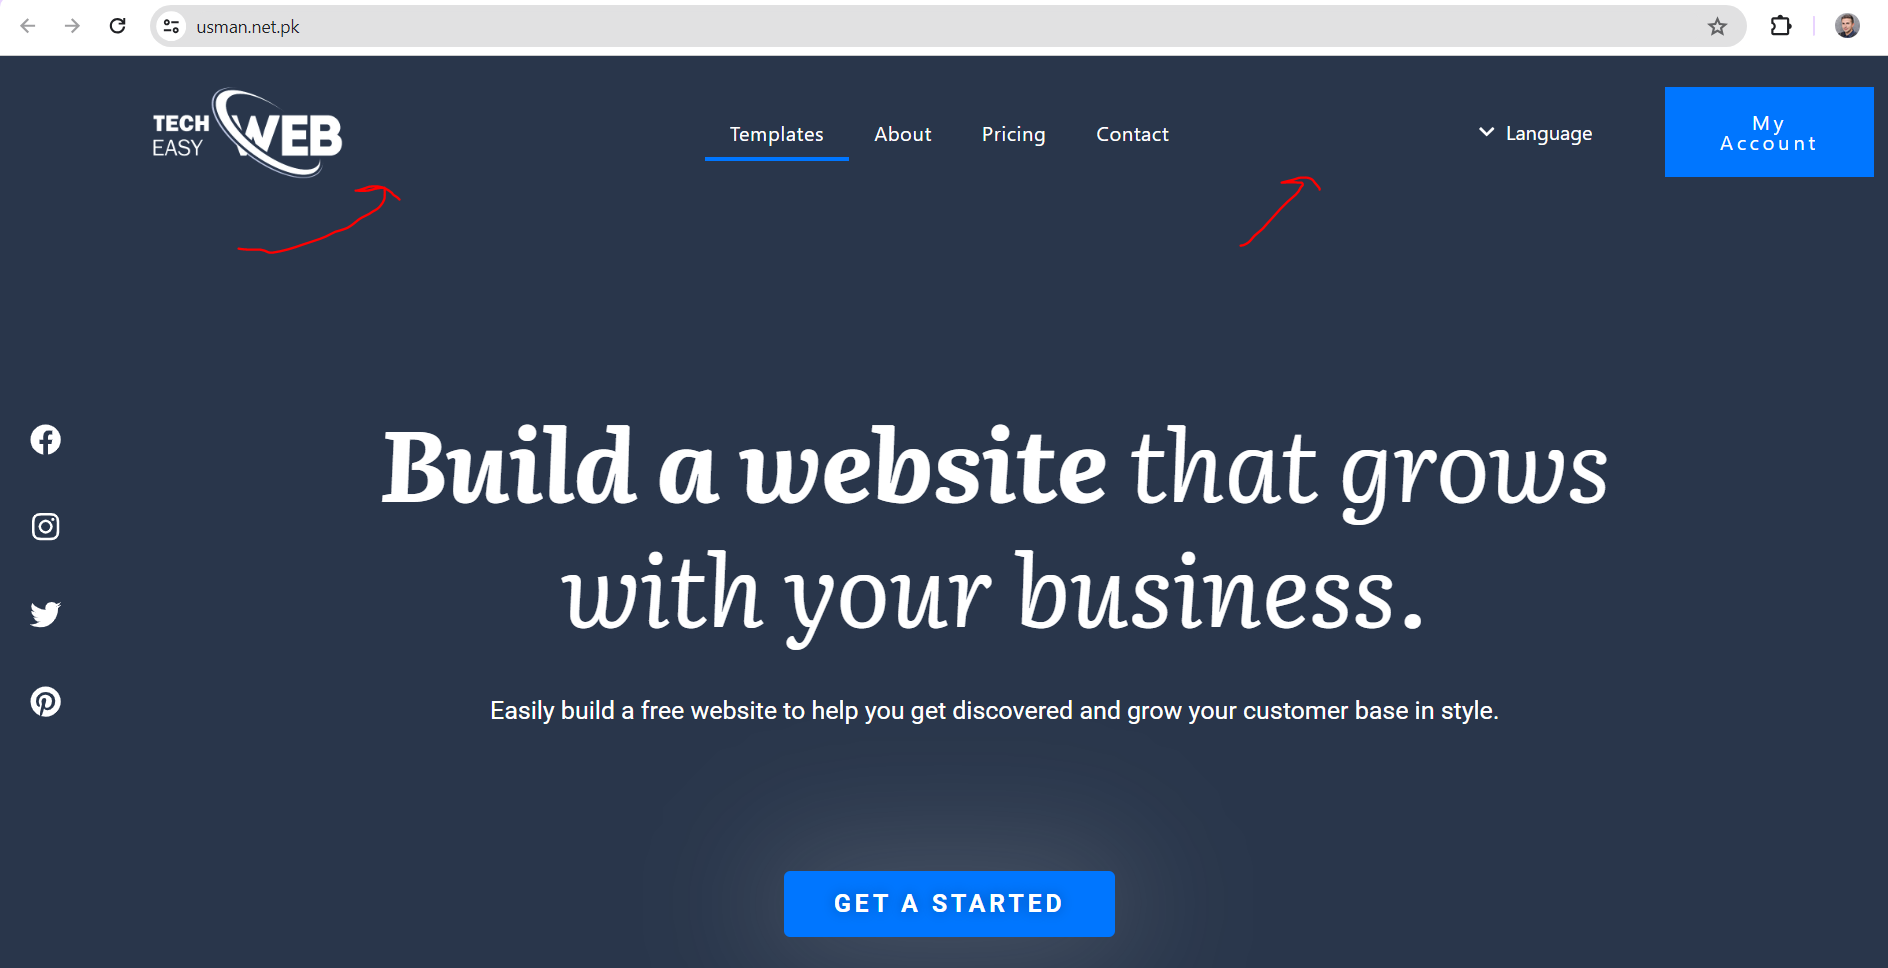 usman.net.pk
TECH
EASY
WEB
Templates About Pricing Contact
Language
My
Account
Build a website that grows
with your business.
Easily build a free website to help you get discovered and grow your customer base in style.
GET A STARTED